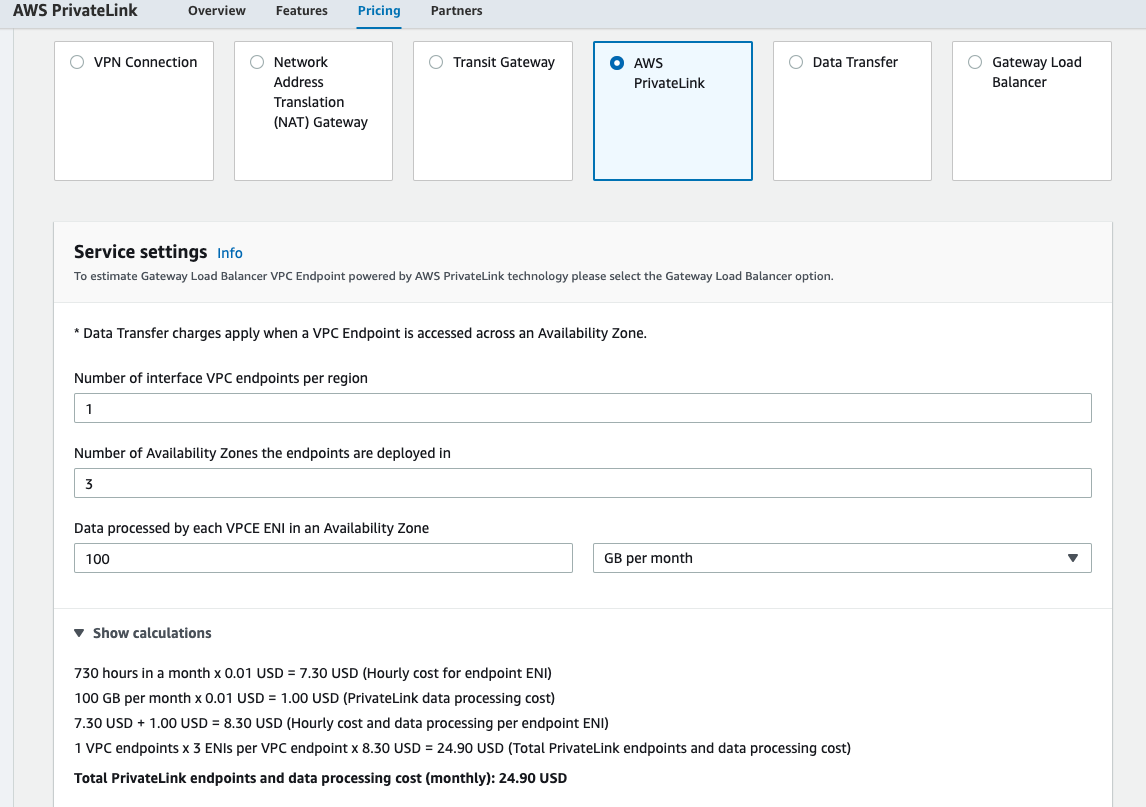 AWS PrivateLink
Overview
Features
Pricing
Partners
VPN Connection
Network
Address
Translation
(NAT) Gateway
Transit Gateway
AWS
PrivateLink
Data Transfer
Gateway Load
Balancer
Service settings Info
To estimate Gateway Load Balancer VPC Endpoint powered by AWS PrivateLink technology please select the Gateway Load Balancer option.
* Data Transfer charges apply when a VPC Endpoint is accessed across an Availability Zone.
Number of interface VPC endpoints per region
1
Number of Availability Zones the endpoints are deployed in
3
Data processed by each VPCE ENI in an Availability Zone
100
GB per month
Show calculations
730 hours in a month x 0.01 USD = 7.30 USD (Hourly cost for endpoint ENI)
100 GB per month x 0.01 USD = 1.00 USD (PrivateLink data processing cost)
7.30 USD + 1.00 USD = 8.30 USD (Hourly cost and data processing per endpoint ENI)
1 VPC endpoints x 3 ENIs per VPC endpoint x 8.30 USD = 24.90 USD (Total PrivateLink endpoints and data processing cost)
Total PrivateLink endpoints and data processing cost (monthly): 24.90 USD